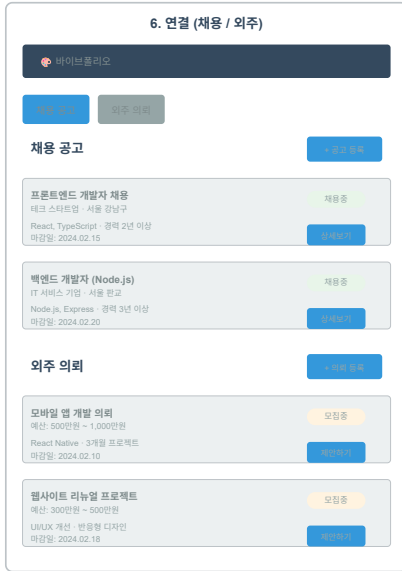 6. 연결 (채용 / 외주)
🎨 바이브폴리오
채용 공고
외주 의뢰
채용 공고
+ 공고 등록
프론트엔드 개발자 채용
채용중
테크 스타트업 · 서울 강남구
React, TypeScript · 경력 2년 이상
마감일: 2024.02.15
상세보기
백엔드 개발자 (Node.js)
채용중
IT 서비스 기업 · 서울 판교
Node.js, Express · 경력 3년 이상
마감일: 2024.02.20
상세보기
외주 의뢰
+ 의뢰 등록
모바일 앱 개발 의뢰
모집중
예산: 500만원 ~ 1,000만원
React Native · 3개월 프로젝트
마감일: 2024.02.10
제안하기
웹사이트 리뉴얼 프로젝트
모집중
예산: 300만원 ~ 500만원
UI/UX 개선 · 반응형 디자인
마감일: 2024.02.18
제안하기